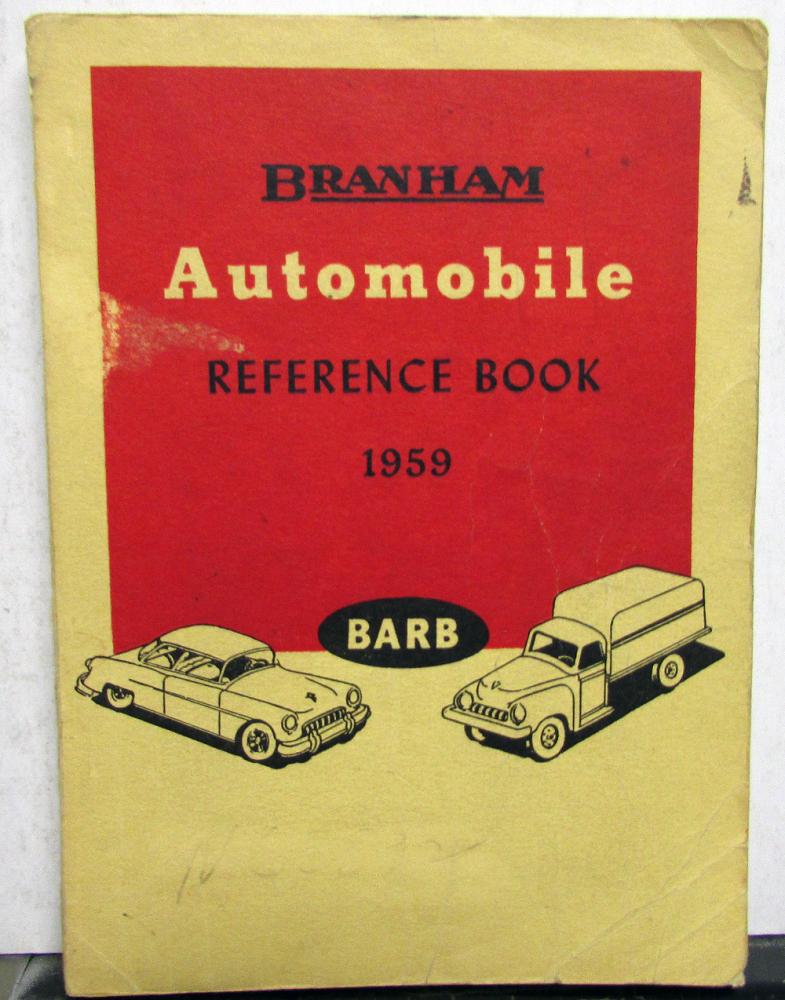 BRANHAM
Automobile
REFERENCE BOOK
1959
BARB